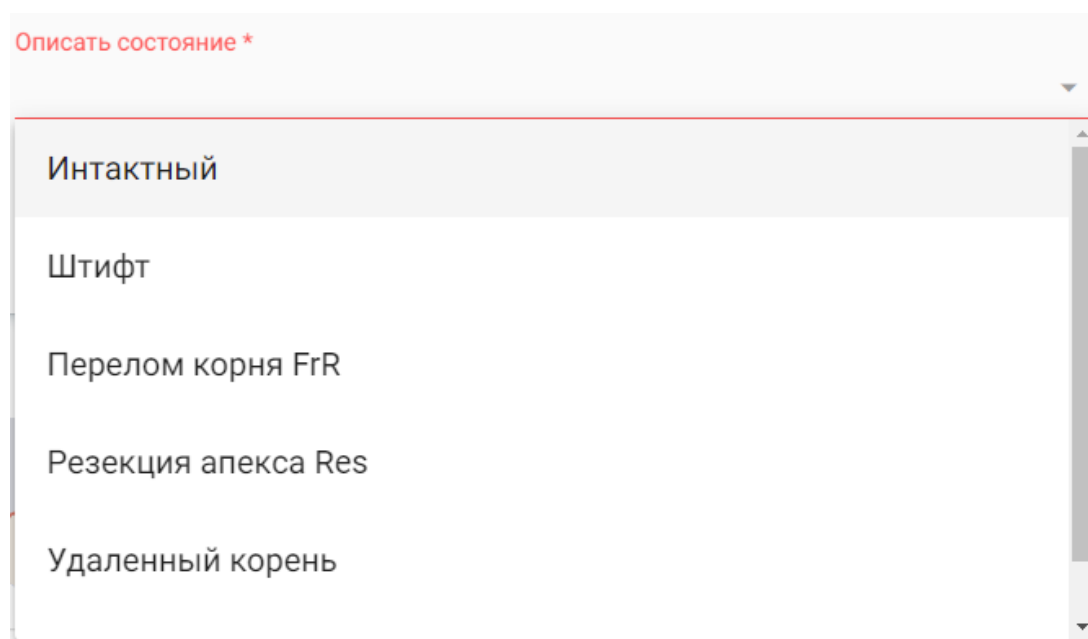 Описать состояние *
Интактный
Штифт
Перелом корня FrR
Резекция апекса Res
Удаленный корень